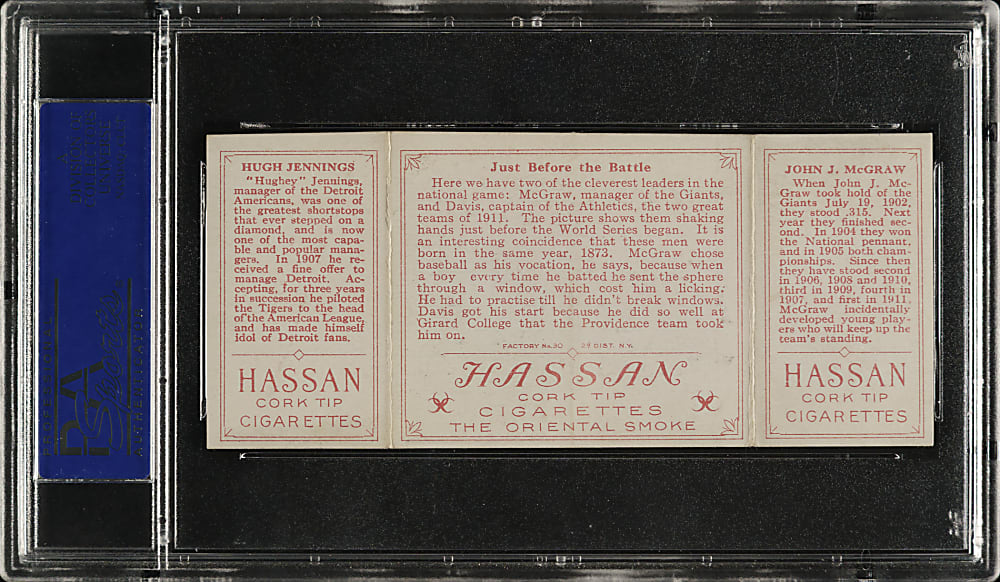 HUGH JENNINGS
"Hughey" Jennings,
manager of the Detroit
Americans, was one of
the greatest shortstops
that ever stepped on a
diamond, and is now
one of the most capa-
ble and popular mana-
gers. In 1907 he re-
ceived a fine offer to
manage Detroit. Ac-
cepting, for three years
in succession he piloted
the Tigers to the head
of the American League,
and has made himself
idol of Detroit fans.
HASSAN
CORK TIP
CIGARETTES
Just Before the Battle
Here we have two of the cleverest leaders in the
national game: McGraw, manager of the Giants,
and Davis, captain of the Athletics, the two great
teams of 1911. The picture shows them shaking
hands just before the World Series began. It is
an interesting coincidence that these men were
born in the same year, 1873. McGraw chose
baseball as his vocation, he says, because when
a boy every time he batted he sent the sphere
through a window, which cost him a licking.
He had to practise till he didn't break windows.
Davis got his start because he did so well at
Girard College that the Providence team took
him on.
FACTORY No.30 2d DIST. N.Y.
HASSAN
CORK TIP
CIGARETTES
THE ORIENTAL SMOKE
JOHN J. McGRAW
When John J. Mc-
Graw took hold of the
Giants July 19, 1902,
they stood .315. Next
year they finished sec-
ond. In 1904 they won
the National pennant,
and in 1905 both cham-
pionships. Since then
they have stood second
in 1906, 1908 and 1910,
third in 1909, fourth in
1907, and first in 1911.
McGraw incidentally
developed young play-
ers who will keep up the
team's standing.
HASSAN
CORK TIP
CIGARETTES
PSA